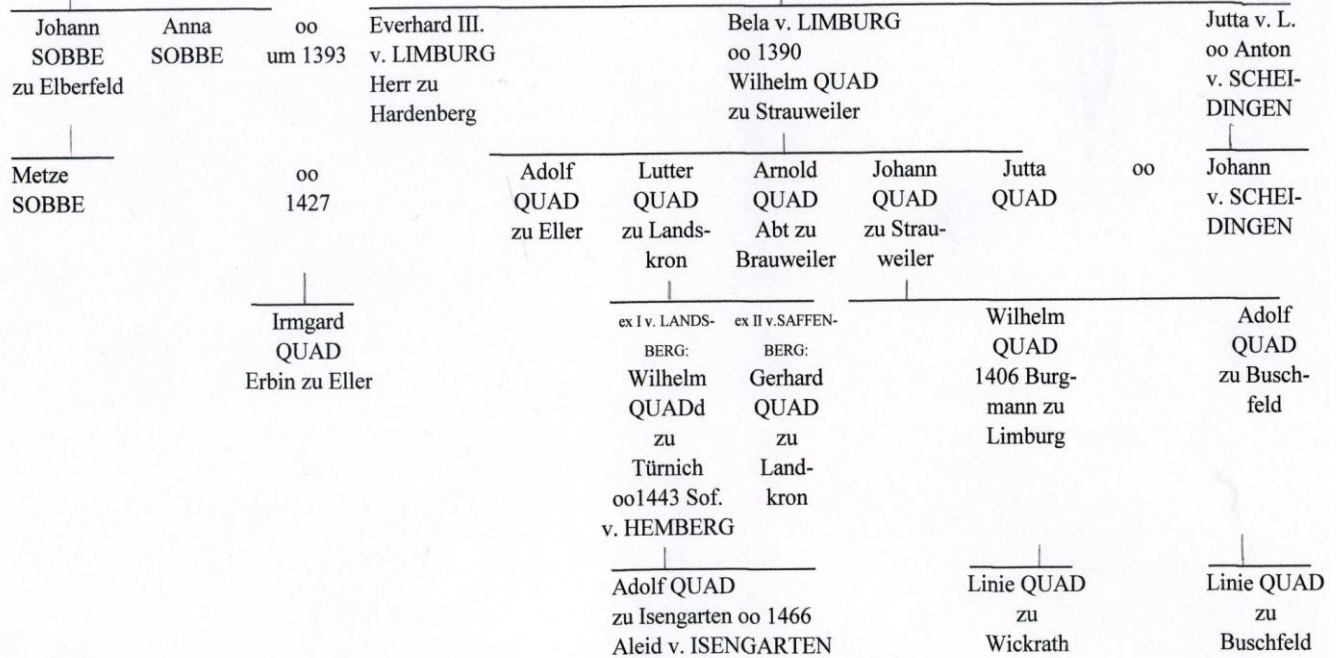 Johann
SOBBE
zu Elberfeld
Anna
SOBBE
oo
um 1393
Everhard III.
v. LIMBURG
Herr zu
Hardenberg
Bela v. LIMBURG
oo 1390
Wilhelm QUAD
zu Strauweiler
Jutta v. L.
oo Anton
v. SCHEI-
DINGEN
Metze
SOBBE
oo
1427
Adolf
QUAD
zu Eller
Lutter
QUAD
zu Lands-
kron
Arnold
QUAD
Abt zu
Brauweiler
Johann
QUAD
zu Strau-
weiler
Jutta
QUAD
oo
Johann
v. SCHEI-
DINGEN
Irmgard
QUAD
Erbin zu Eller
ex I v. LANDS-
BERG:
Wilhelm
QUADd
zu
Türnich
oo1443 Sof.
v. HEMBERG
ex II v.SAFFEN-
BERG:
Gerhard
QUAD
zu
Land-
kron
Wilhelm
QUAD
1406 Burg-
mann zu
Limburg
Adolf
QUAD
zu Busch-
feld
Adolf QUAD
zu Isengarten oo 1466
Aleid v. ISENGARTEN
Linie QUAD
zu
Wickrath
Linie QUAD
zu
Buschfeld